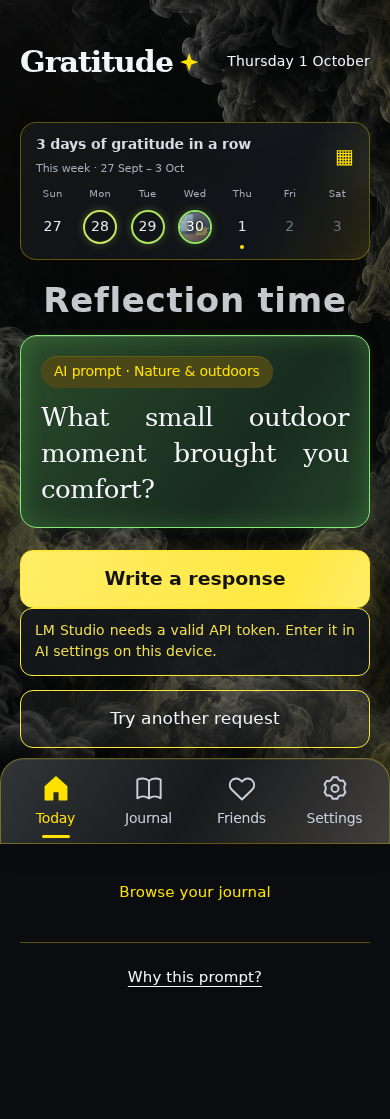 Gratitude
Thursday 1 October
3 days of gratitude in a row
This week · 27 Sept – 3 Oct
Sun Mon Tue Wed Thu Fri Sat
27 28 29 30 1 2 3
Reflection time
AI prompt · Nature & outdoors
What small outdoor
moment brought you
comfort?
Write a response
LM Studio needs a valid API token. Enter it in
AI settings on this device.
Try another request
Today Journal Friends Settings
Browse your journal
Why this prompt?